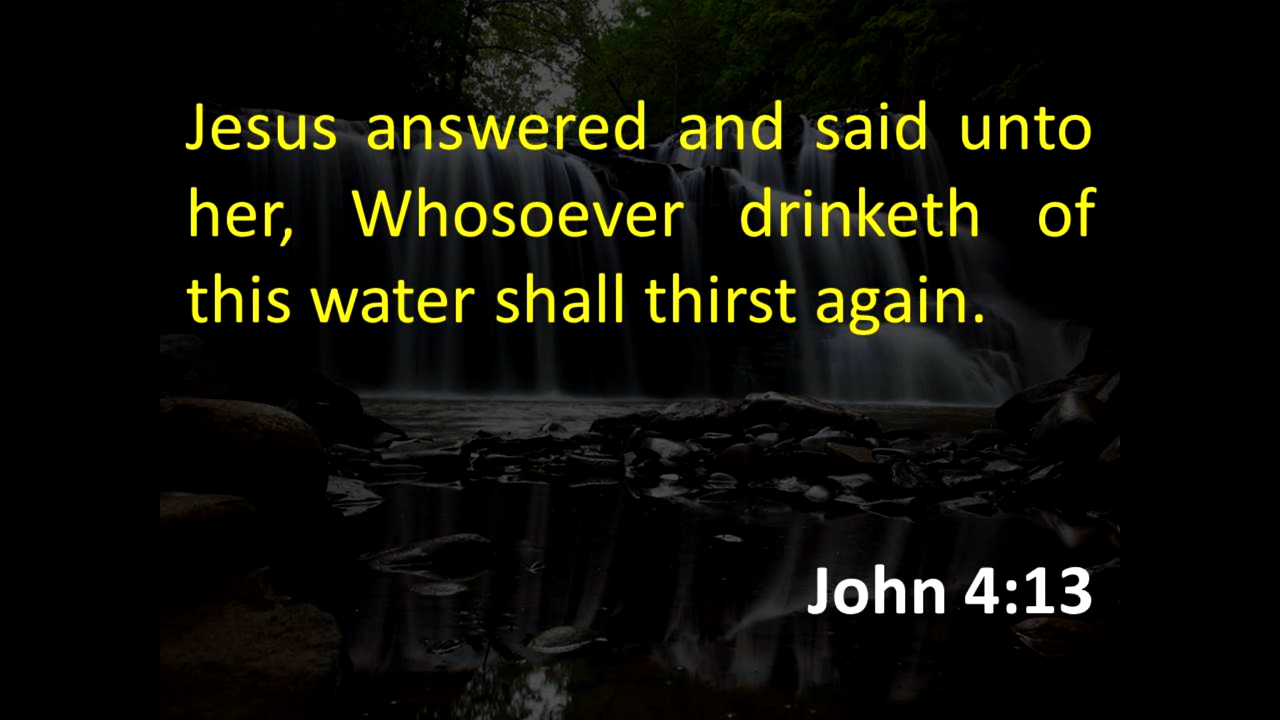 Jesus answered and said unto
her, Whosoever drinketh of
this water shall thirst again.
John 4:13